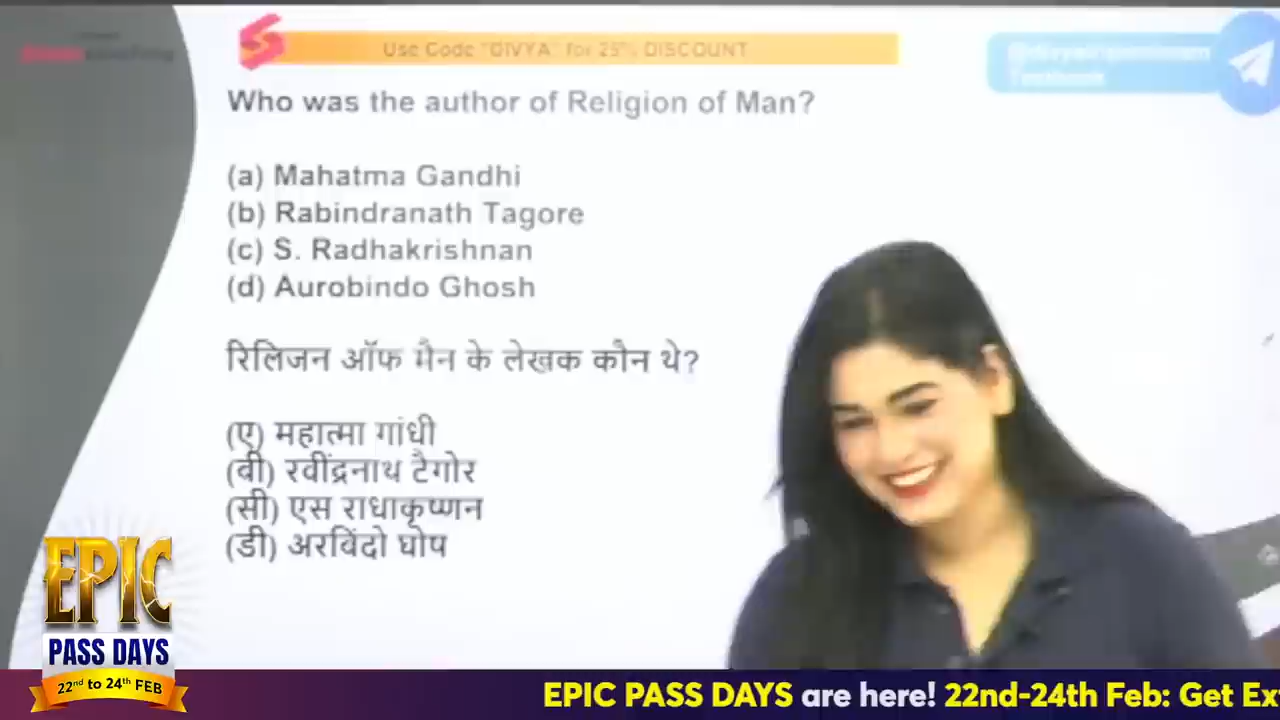 Use Code "DIVYA" for 25% DISCOUNT
Who was the author of Religion of Man?
(a) Mahatma Gandhi
(b) Rabindranath Tagore
(c) S. Radhakrishnan
(d) Aurobindo Ghosh
रिलिजन ऑफ मैन के लेखक कौन थे?
(ए) महात्मा गांधी
(बी) रवींद्रनाथ टैगोर
(सी) एस राधाकृष्णन
(डी) अरविंदो घोष
EPIC
PASS DAYS
22nd to 24th FEB
EPIC PASS DAYS are here! 22nd-24th Feb: Get Ex